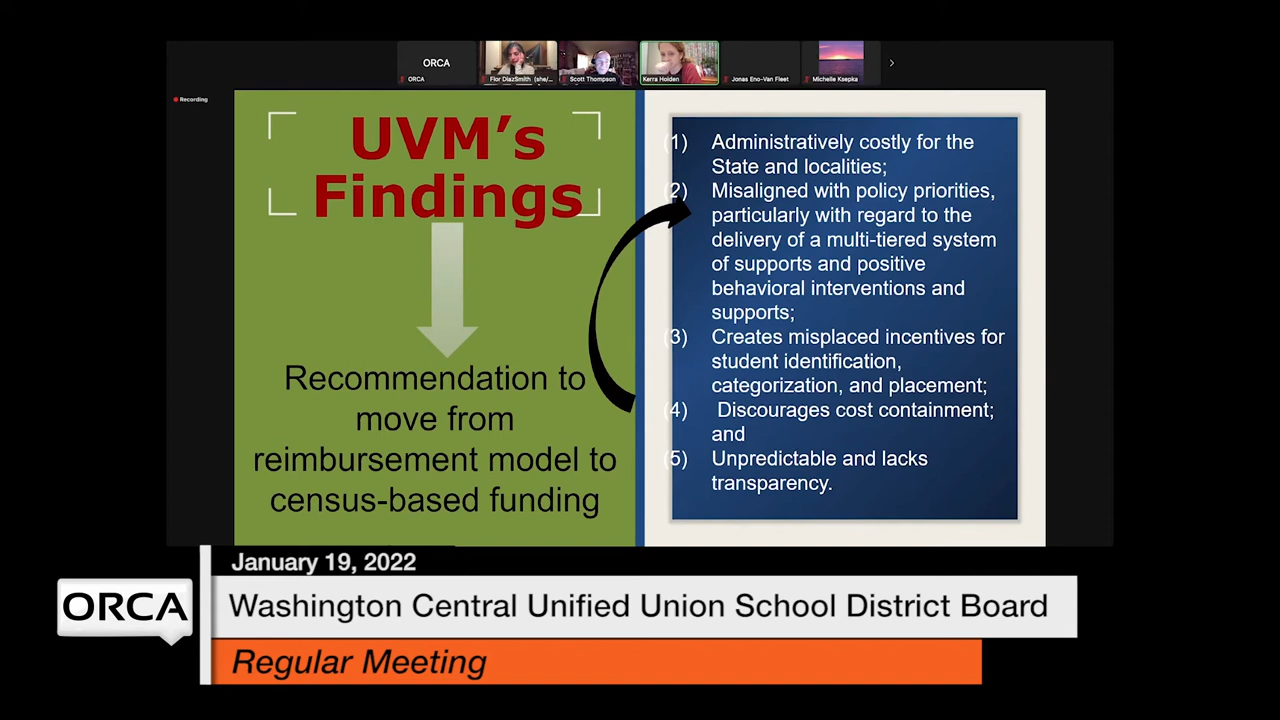 ORCA
ORCA
Flor DiazSmith (she/...
Scott Thompson
Kerra Holden
Jonas Eno-Van Fleet
Michelle Ksepka
Recording
UVM's
Findings
Recommendation to
move from
reimbursement model to
census-based funding
(1) Administratively costly for the
State and localities;
(2) Misaligned with policy priorities,
particularly with regard to the
delivery of a multi-tiered system
of supports and positive
behavioral interventions and
supports;
(3) Creates misplaced incentives for
student identification,
categorization, and placement;
(4) Discourages cost containment;
and
(5) Unpredictable and lacks
transparency.
January 19, 2022
ORCA
Washington Central Unified Union School District Board
Regular Meeting